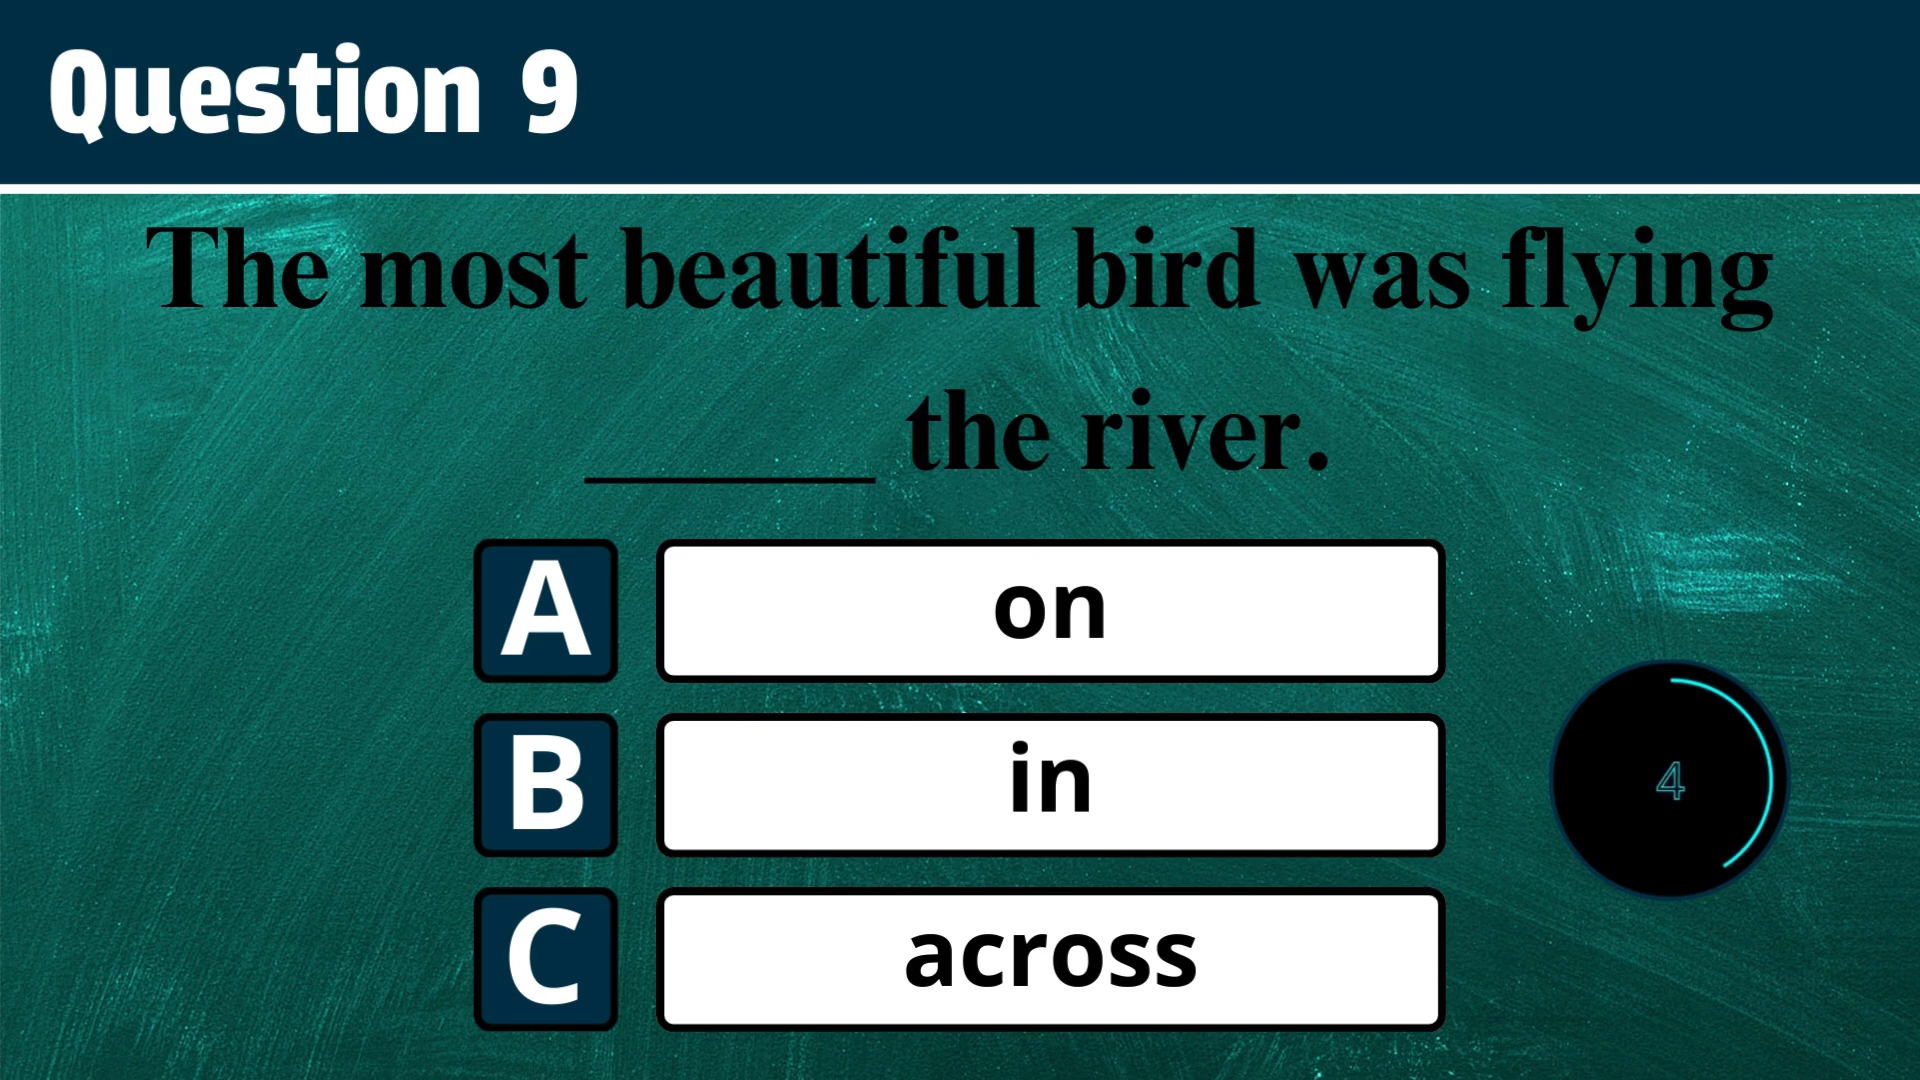 Question 9
The most beautiful bird was flying
______ the river.
A on
B in
4
C across